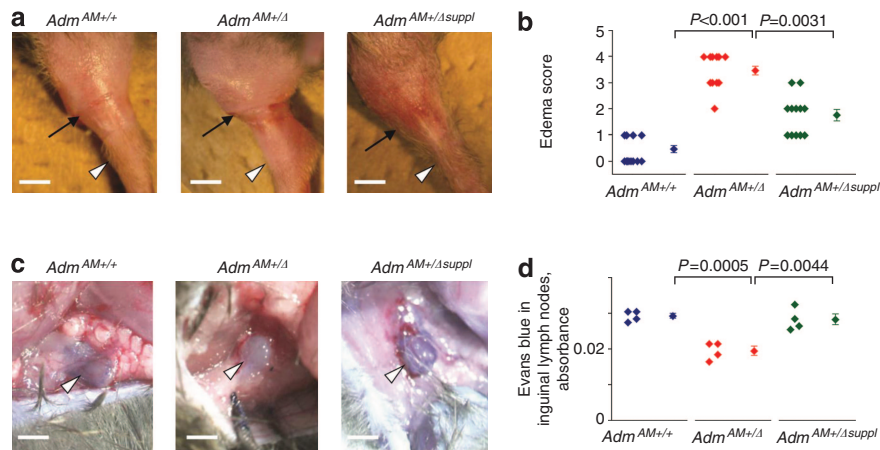 a
Adm AM+/+
Adm AM+/Δ
Adm AM+/Δsuppl
b
P<0.001
P=0.0031
Edema score
5
4
3
2
1
0
Adm AM+/+
Adm AM+/Δ
Adm AM+/Δsuppl
c
Adm AM+/+
Adm AM+/Δ
Adm AM+/Δsuppl
d
P=0.0005
P=0.0044
Evans blue in
inguinal lymph nodes,
absorbance
0.02
0
Adm AM+/+
Adm AM+/Δ
Adm AM+/Δsuppl